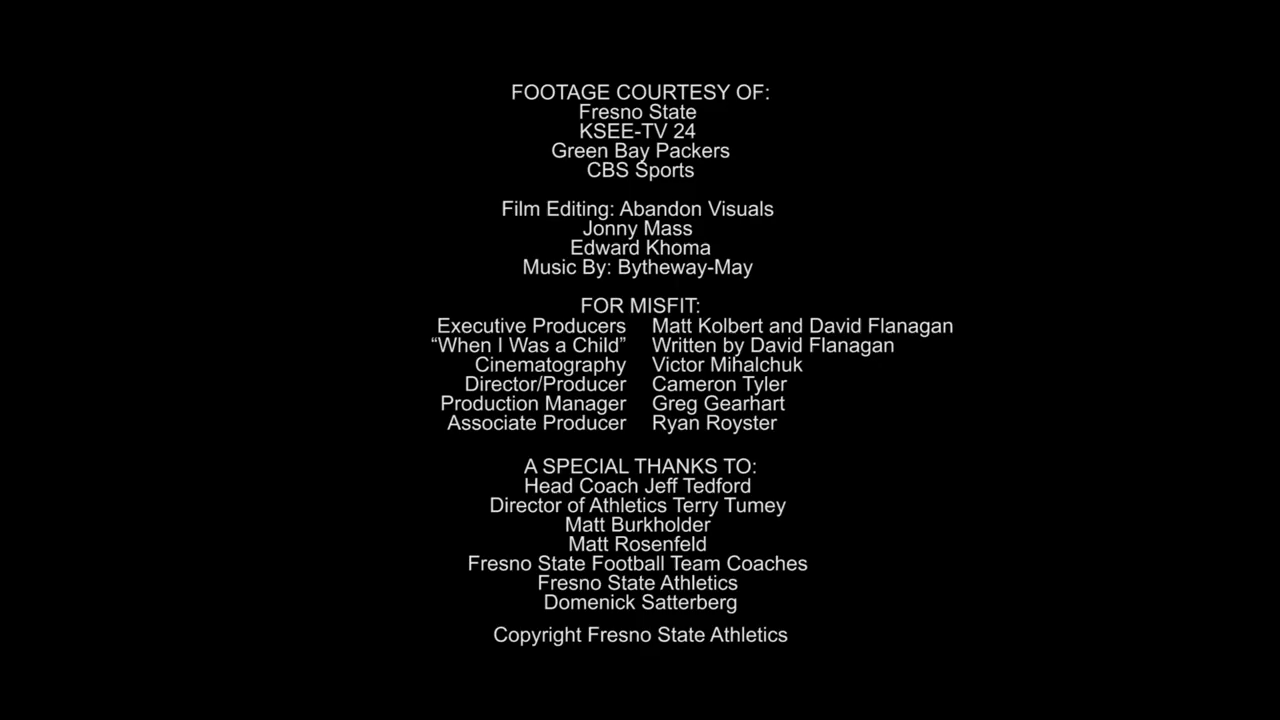 FOOTAGE COURTESY OF:
Fresno State
KSEE-TV 24
Green Bay Packers
CBS Sports
Film Editing: Abandon Visuals
Jonny Mass
Edward Khoma
Music By: Bytheway-May
FOR MISFIT:
Executive Producers Matt Kolbert and David Flanagan
“When I Was a Child” Written by David Flanagan
Cinematography Victor Mihalchuk
Director/Producer Cameron Tyler
Production Manager Greg Gearhart
Associate Producer Ryan Royster
A SPECIAL THANKS TO:
Head Coach Jeff Tedford
Director of Athletics Terry Tumey
Matt Burkholder
Matt Rosenfeld
Fresno State Football Team Coaches
Fresno State Athletics
Domenick Satterberg
Copyright Fresno State Athletics